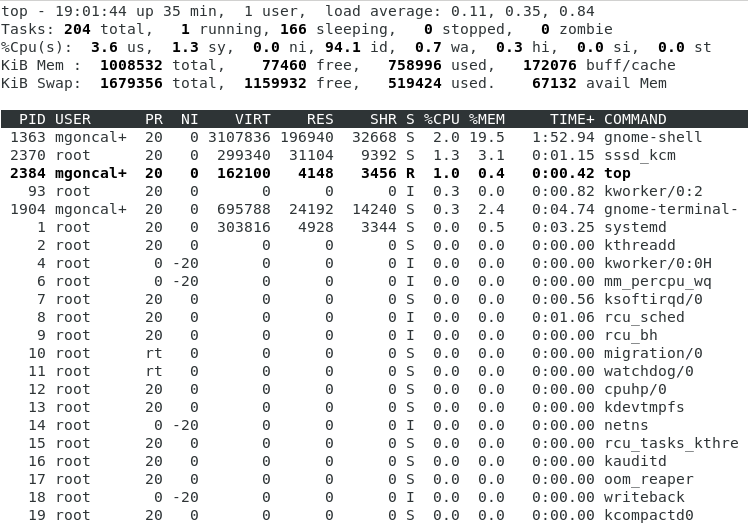 top - 19:01:44 up 35 min,  1 user,  load average: 0.11, 0.35, 0.84
Tasks: 204 total,   1 running, 166 sleeping,   0 stopped,   0 zombie
%Cpu(s):  3.6 us,  1.3 sy,  0.0 ni, 94.1 id,  0.7 wa,  0.3 hi,  0.0 si,  0.0 st
KiB Mem :  1008532 total,    77460 free,   758996 used,   172076 buff/cache
KiB Swap:  1679356 total,  1159932 free,   519424 used.    67132 avail Mem
  PID USER      PR  NI    VIRT    RES    SHR S %CPU %MEM     TIME+ COMMAND
 1363 mgoncal+  20   0 3107836 196940  32668 S  2.0 19.5   1:52.94 gnome-shell
 2370 root      20   0  299340  31104   9392 S  1.3  3.1   0:01.15 sssd_kcm
 2384 mgoncal+  20   0  162100   4148   3456 R  1.0  0.4   0:00.42 top
   93 root      20   0       0      0      0 I  0.3  0.0   0:00.82 kworker/0:2
 1904 mgoncal+  20   0  695788  24192  14240 S  0.3  2.4   0:04.74 gnome-terminal-
    1 root      20   0  303816   4928   3344 S  0.0  0.5   0:03.25 systemd
    2 root      20   0       0      0      0 S  0.0  0.0   0:00.00 kthreadd
    4 root       0 -20       0      0      0 I  0.0  0.0   0:00.00 kworker/0:0H
    6 root       0 -20       0      0      0 I  0.0  0.0   0:00.00 mm_percpu_wq
    7 root      20   0       0      0      0 S  0.0  0.0   0:00.56 ksoftirqd/0
    8 root      20   0       0      0      0 I  0.0  0.0   0:01.06 rcu_sched
    9 root      20   0       0      0      0 I  0.0  0.0   0:00.00 rcu_bh
   10 root      rt   0       0      0      0 S  0.0  0.0   0:00.00 migration/0
   11 root      rt   0       0      0      0 S  0.0  0.0   0:00.00 watchdog/0
   12 root      20   0       0      0      0 S  0.0  0.0   0:00.00 cpuhp/0
   13 root      20   0       0      0      0 S  0.0  0.0   0:00.00 kdevtmpfs
   14 root       0 -20       0      0      0 I  0.0  0.0   0:00.00 netns
   15 root      20   0       0      0      0 S  0.0  0.0   0:00.00 rcu_tasks_kthre
   16 root      20   0       0      0      0 S  0.0  0.0   0:00.00 kauditd
   17 root      20   0       0      0      0 S  0.0  0.0   0:00.00 oom_reaper
   18 root       0 -20       0      0      0 I  0.0  0.0   0:00.00 writeback
   19 root      20   0       0      0      0 S  0.0  0.0   0:00.00 kcompactd0